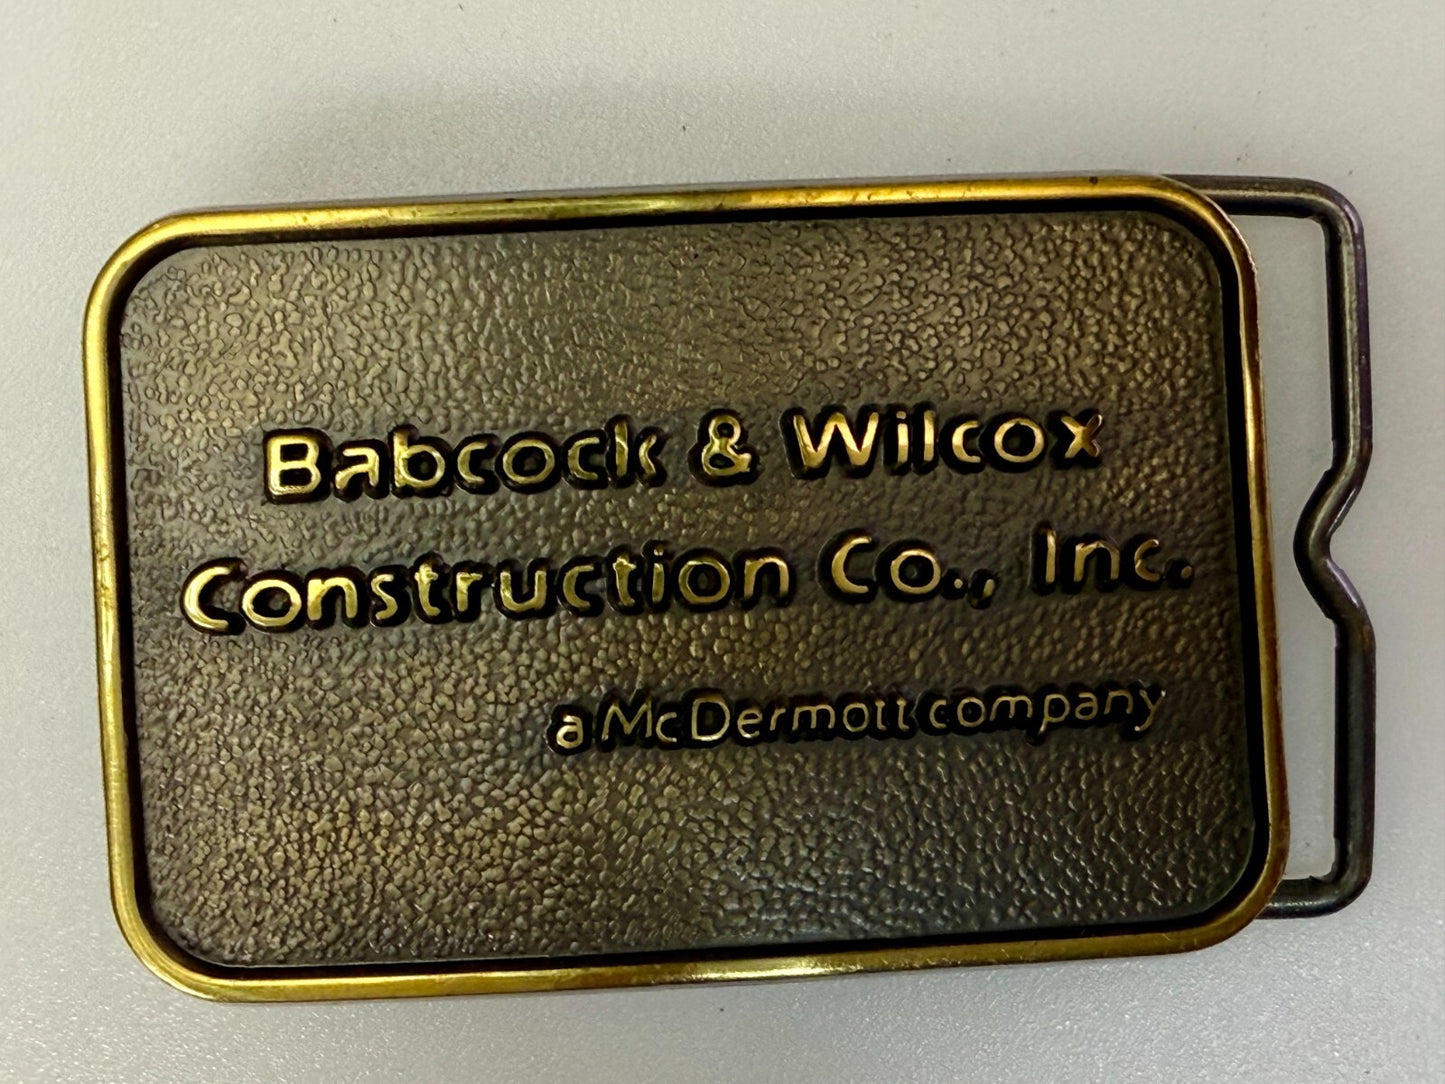 Babcock & Wilcox
Construction Co., Inc.
a McDermott company